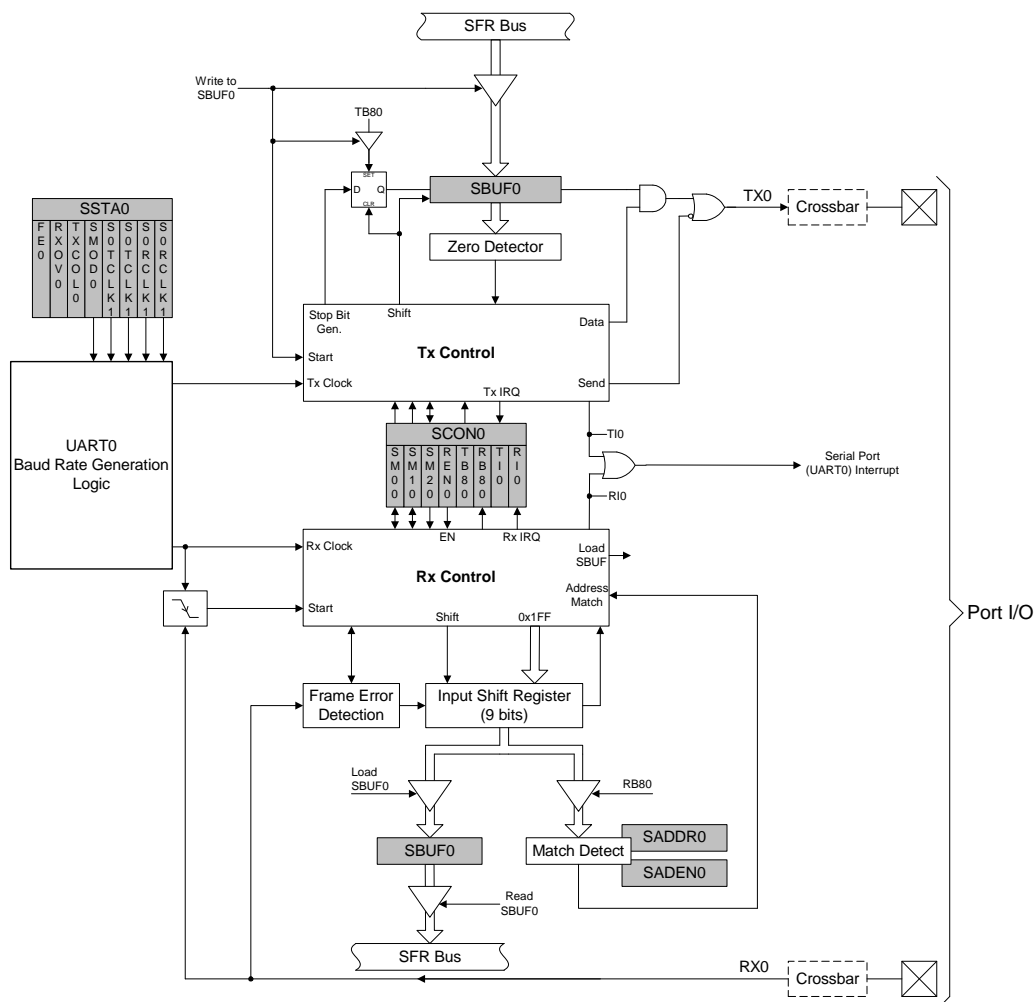 SFR Bus
Write to
SBUF0
TB80
SET
D Q
CLR
SBUF0
TX0
Crossbar
SSTA0
FE0
RXOV0
TXCOL0
SMOD0
S0TCLK1
S0TCLK1
S0RCLK1
S0RCLK1
Zero Detector
Stop Bit
Gen.
Shift
Data
Tx Control
Start
Tx Clock
Send
Tx IRQ
UART0
Baud Rate Generation
Logic
SCON0
SM00
SM10
SM20
REN0
TB80
RB80
TI0
RI0
TI0
Serial Port
(UART0) Interrupt
RI0
EN
Rx IRQ
Rx Clock
Load
SBUF
Rx Control
Address
Match
Start
Shift
0x1FF
Port I/O
Frame Error
Detection
Input Shift Register
(9 bits)
Load
SBUF0
RB80
SBUF0
Match Detect
SADDR0
SADEN0
Read
SBUF0
SFR Bus
RX0
Crossbar